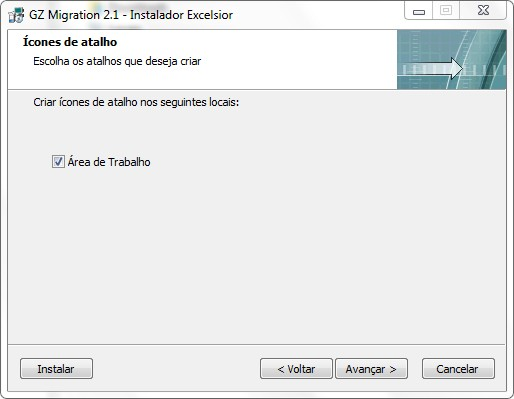 GZ Migration 2.1 - Instalador Excelsior
Ícones de atalho
Escolha os atalhos que deseja criar
Criar ícones de atalho nos seguintes locais:
Área de Trabalho
Instalar
< Voltar
Avançar >
Cancelar